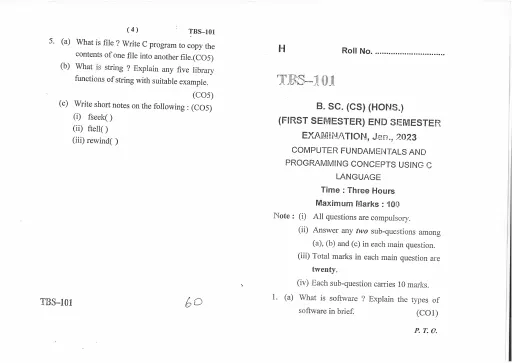 ( 4 ) TBS–101
5. (a) What is file ? Write C program to copy the
contents of one file into another file.(CO5)
(b) What is string ? Explain any five library
functions of string with suitable example.
(CO5)
(c) Write short notes on the following : (CO5)
(i) fseek( )
(ii) ftell( )
(iii) rewind( )
TBS–101 60
H Roll No. ..............................
TBS–101
B. SC. (CS) (HONS.)
(FIRST SEMESTER) END SEMESTER
EXAMINATION, Jan., 2023
COMPUTER FUNDAMENTALS AND
PROGRAMMING CONCEPTS USING C
LANGUAGE
Time : Three Hours
Maximum Marks : 100
Note : (i) All questions are compulsory.
(ii) Answer any two sub-questions among
(a), (b) and (c) in each main question.
(iii) Total marks in each main question are
twenty.
(iv) Each sub-question carries 10 marks.
1. (a) What is software ? Explain the types of
software in brief. (CO1)
P. T. O.